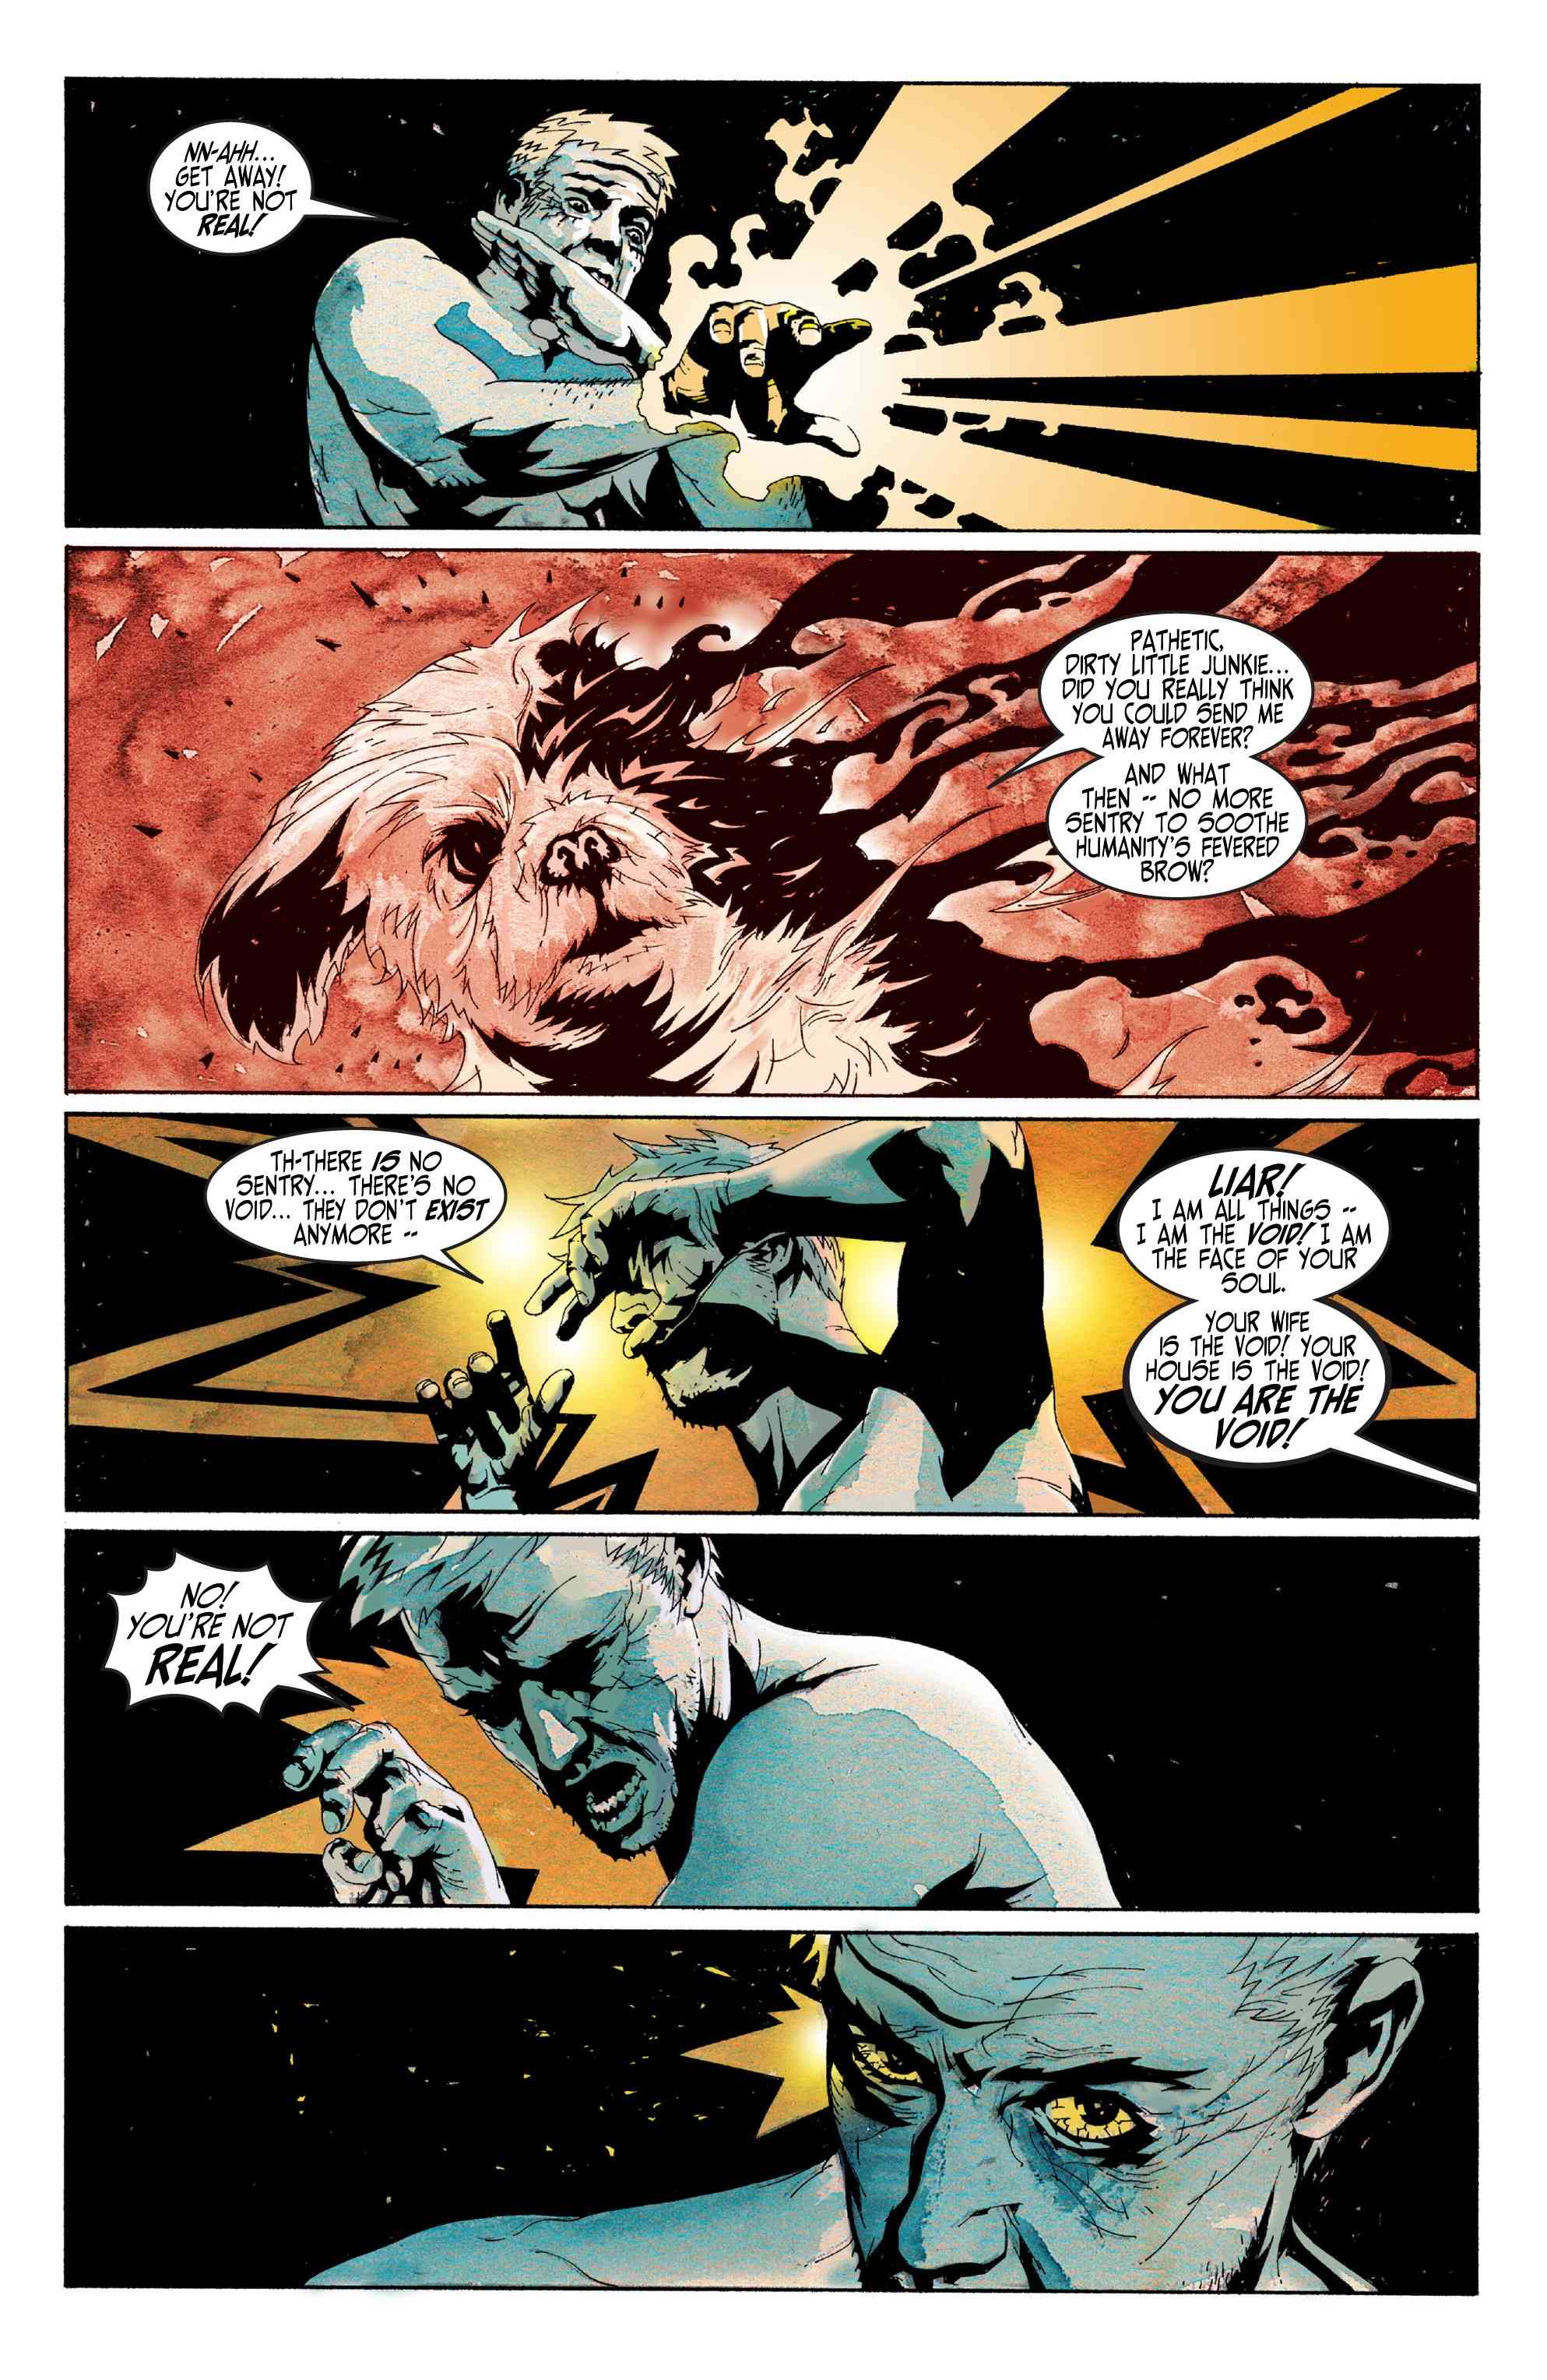 NN-AHH...
GET AWAY!
YOU'RE NOT
REAL!
PATHETIC,
DIRTY LITTLE JUNKIE...
DID YOU REALLY THINK
YOU COULD SEND ME
AWAY FOREVER?
AND WHAT
THEN -- NO MORE
SENTRY TO SOOTHE
HUMANITY'S FEVERED
BROW?
TH-THERE IS NO
SENTRY... THERE'S NO
VOID... THEY DON'T EXIST
ANYMORE --
LIAR!
I AM ALL THINGS --
I AM THE VOID! I AM
THE FACE OF YOUR
SOUL.
YOUR WIFE
IS THE VOID! YOUR
HOUSE IS THE VOID!
YOU ARE THE
VOID!
NO!
YOU'RE NOT
REAL!